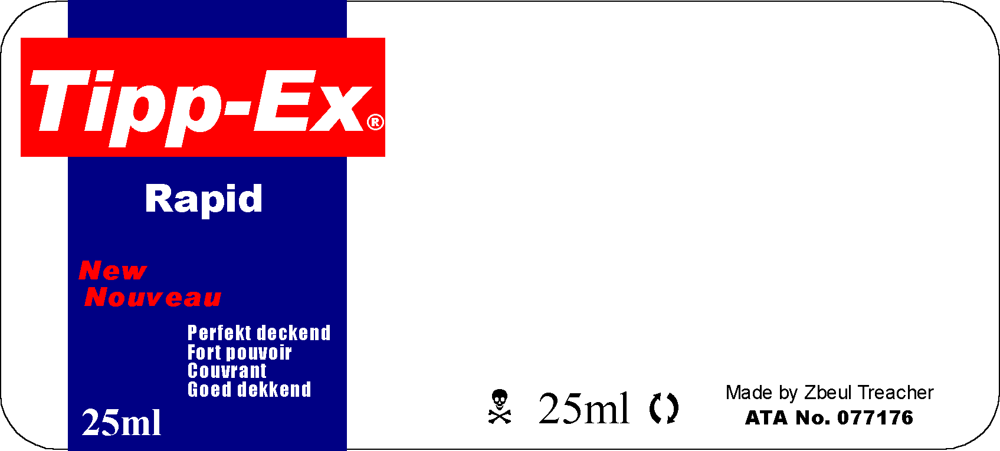 Tipp-Ex®
Rapid
New
Nouveau
Perfekt deckend
Fort pouvoir
Couvrant
Goed dekkend
25ml
25ml
Made by Zbeul Treacher
ATA No. 077176